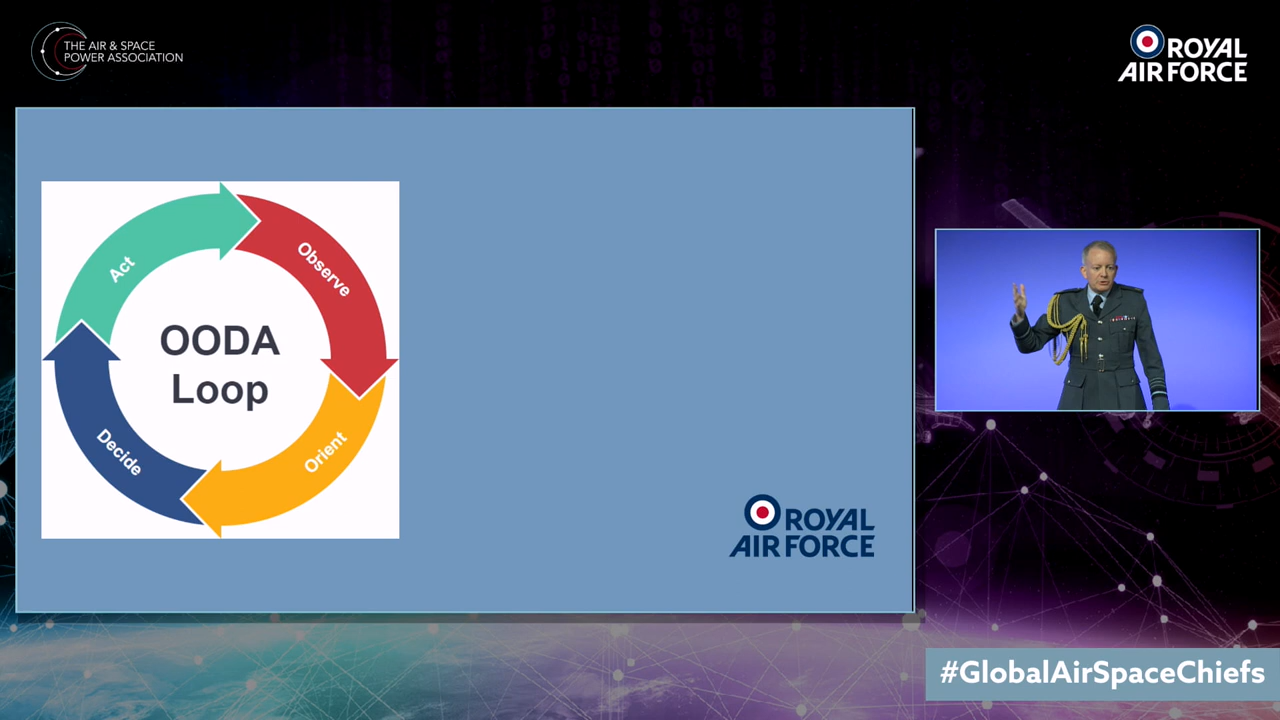 THE AIR & SPACE
POWER ASSOCIATION
ROYAL
AIR FORCE
Act
Observe
OODA
Loop
Decide
Orient
ROYAL
AIR FORCE
#GlobalAirSpaceChiefs